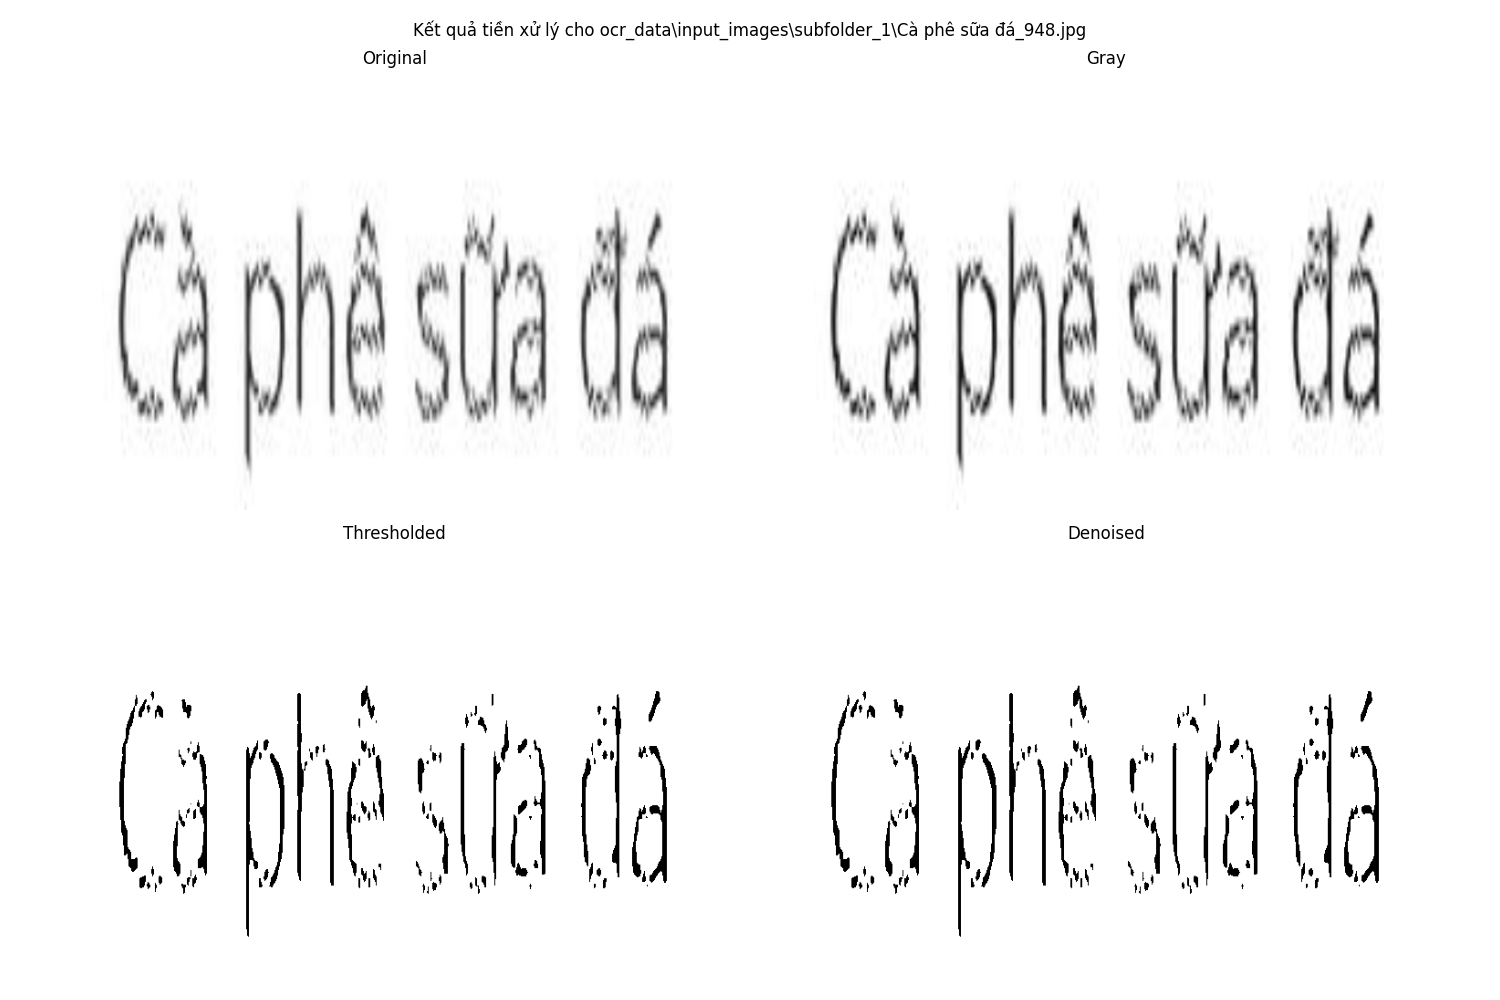 Kết quả tiền xử lý cho ocr_data\input_images\subfolder_1\Cà phê sữa đá_948.jpg
Original
Gray
Cà phê sữa đá
Cà phê sữa đá
Thresholded
Denoised
Cà phê sữa đá
Cà phê sữa đá